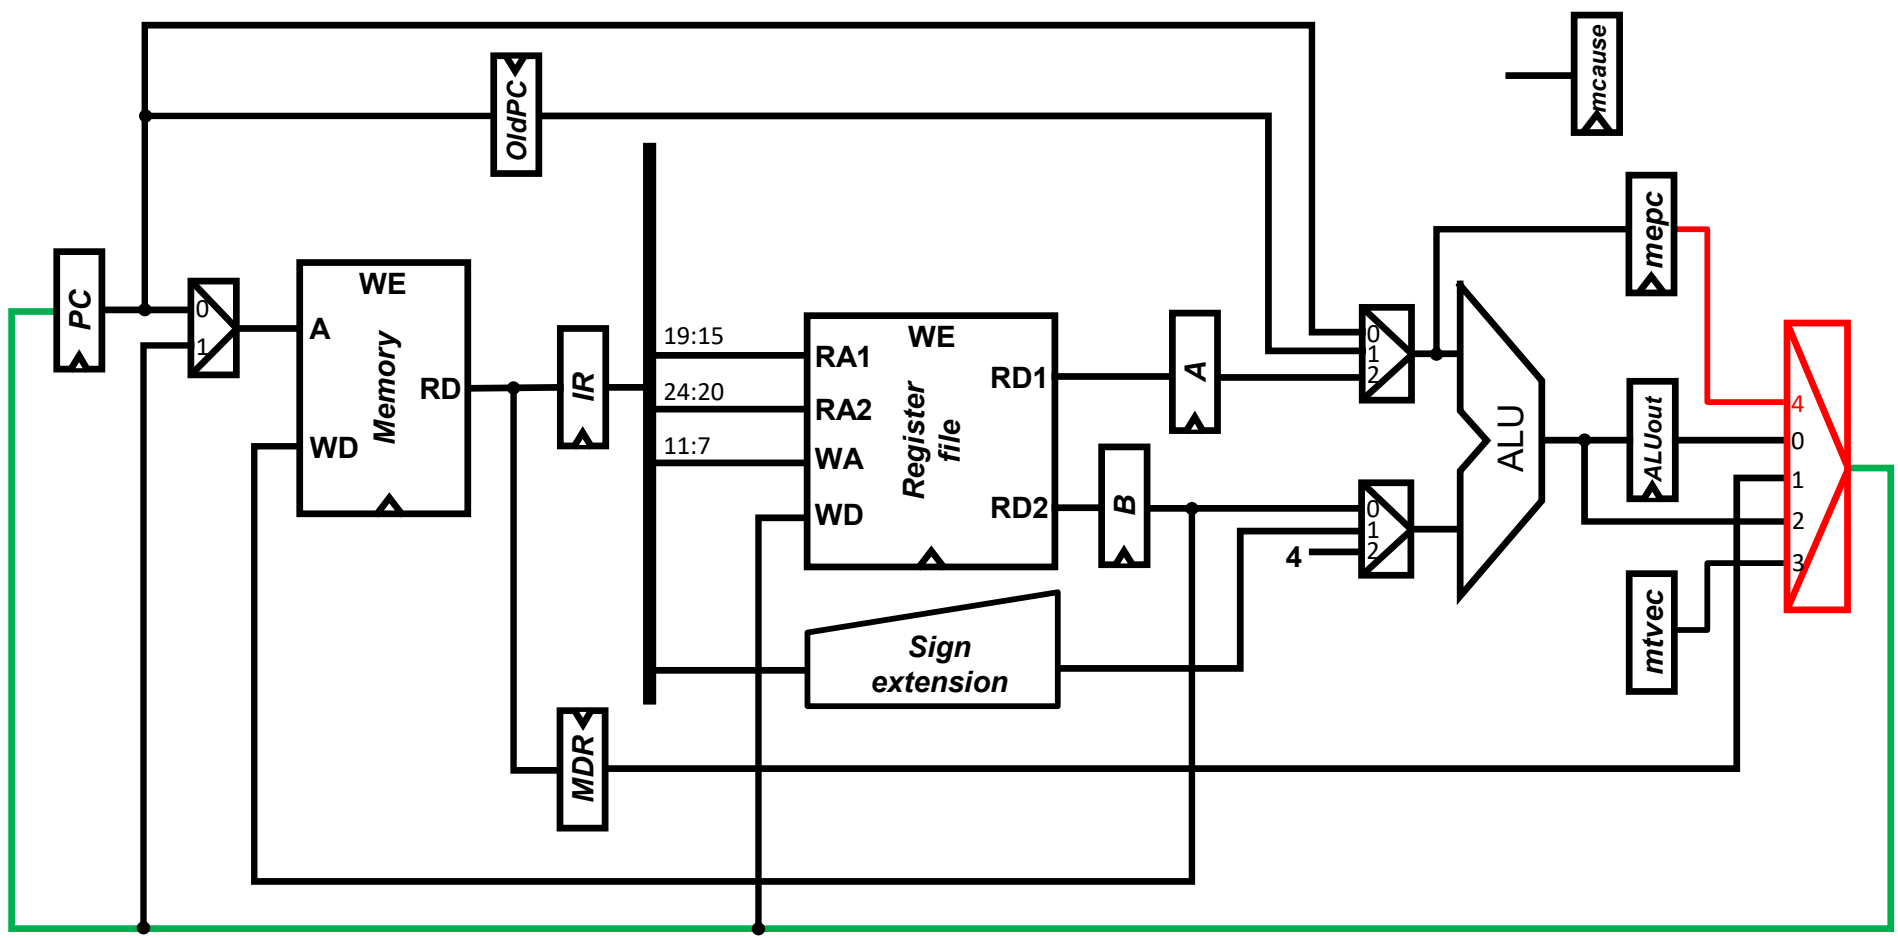 mcause
OldPC
mepc
PC
0
1
WE
A
Memory
RD
WD
IR
19:15
24:20
11:7
WE
RA1
RA2
WA
WD
Register
file
RD1
RD2
A
B
0
1
2
0
1
2
4
ALU
ALUout
4
0
1
2
3
mtvec
Sign
extension
MDR